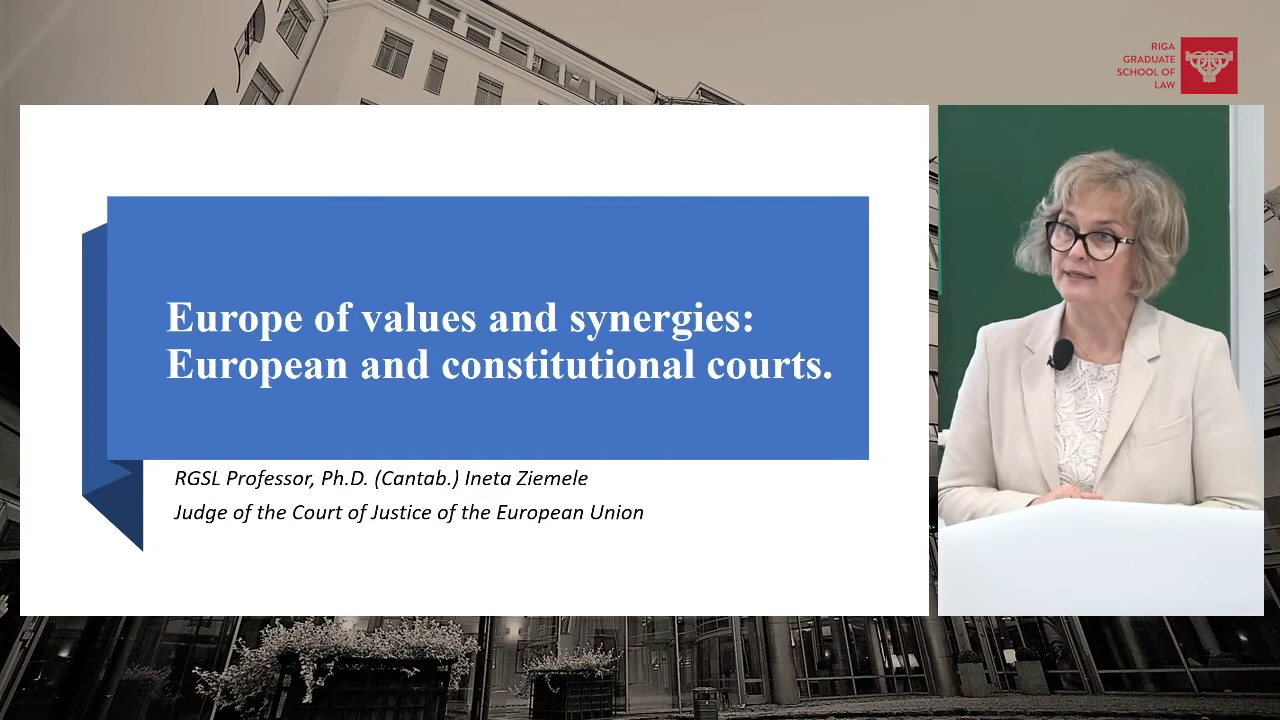 RIGA
GRADUATE
SCHOOL OF
LAW
Europe of values and synergies:
European and constitutional courts.
RGSL Professor, Ph.D. (Cantab.) Ineta Ziemele
Judge of the Court of Justice of the European Union